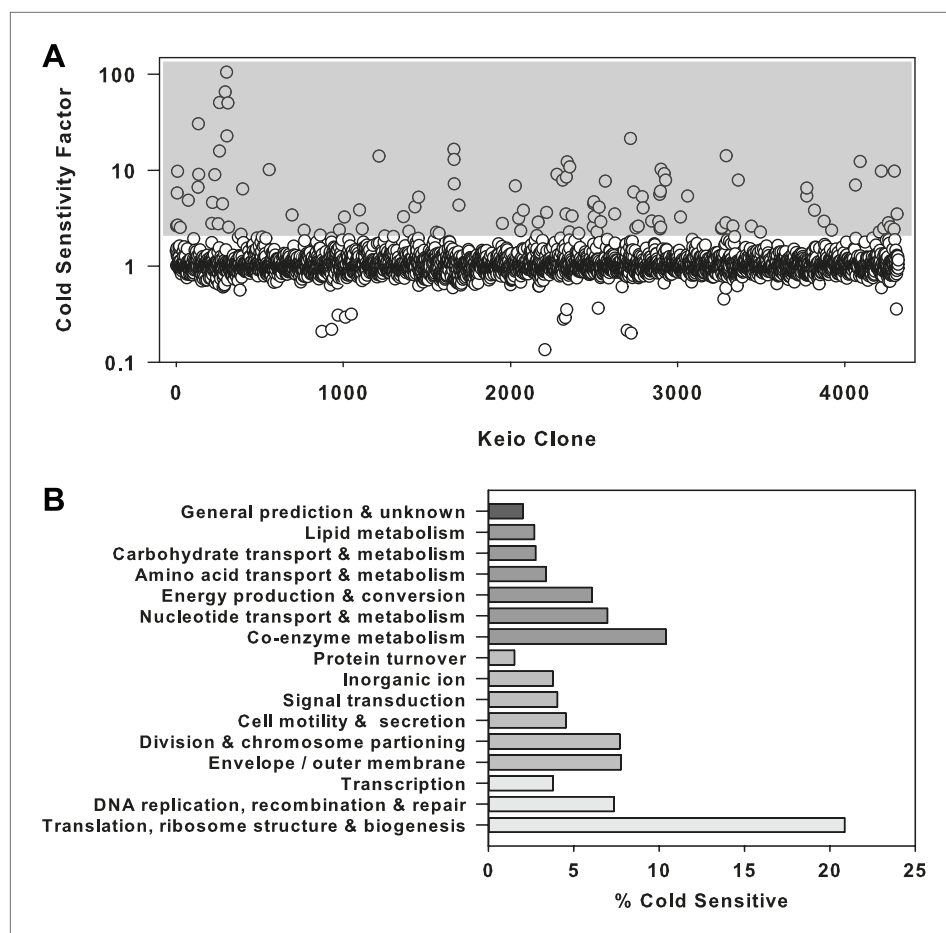 A
Cold Senstivity Factor
100
10
1
0.1
0 1000 2000 3000 4000
Keio Clone
B
General prediction & unknown
Lipid metabolism
Carbohydrate transport & metabolism
Amino acid transport & metabolism
Energy production & conversion
Nucleotide transport & metabolism
Co-enzyme metabolism
Protein turnover
Inorganic ion
Signal transduction
Cell motility & secretion
Division & chromosome partioning
Envelope / outer membrane
Transcription
DNA replication, recombination & repair
Translation, ribosome structure & biogenesis
0 5 10 15 20 25
% Cold Sensitive